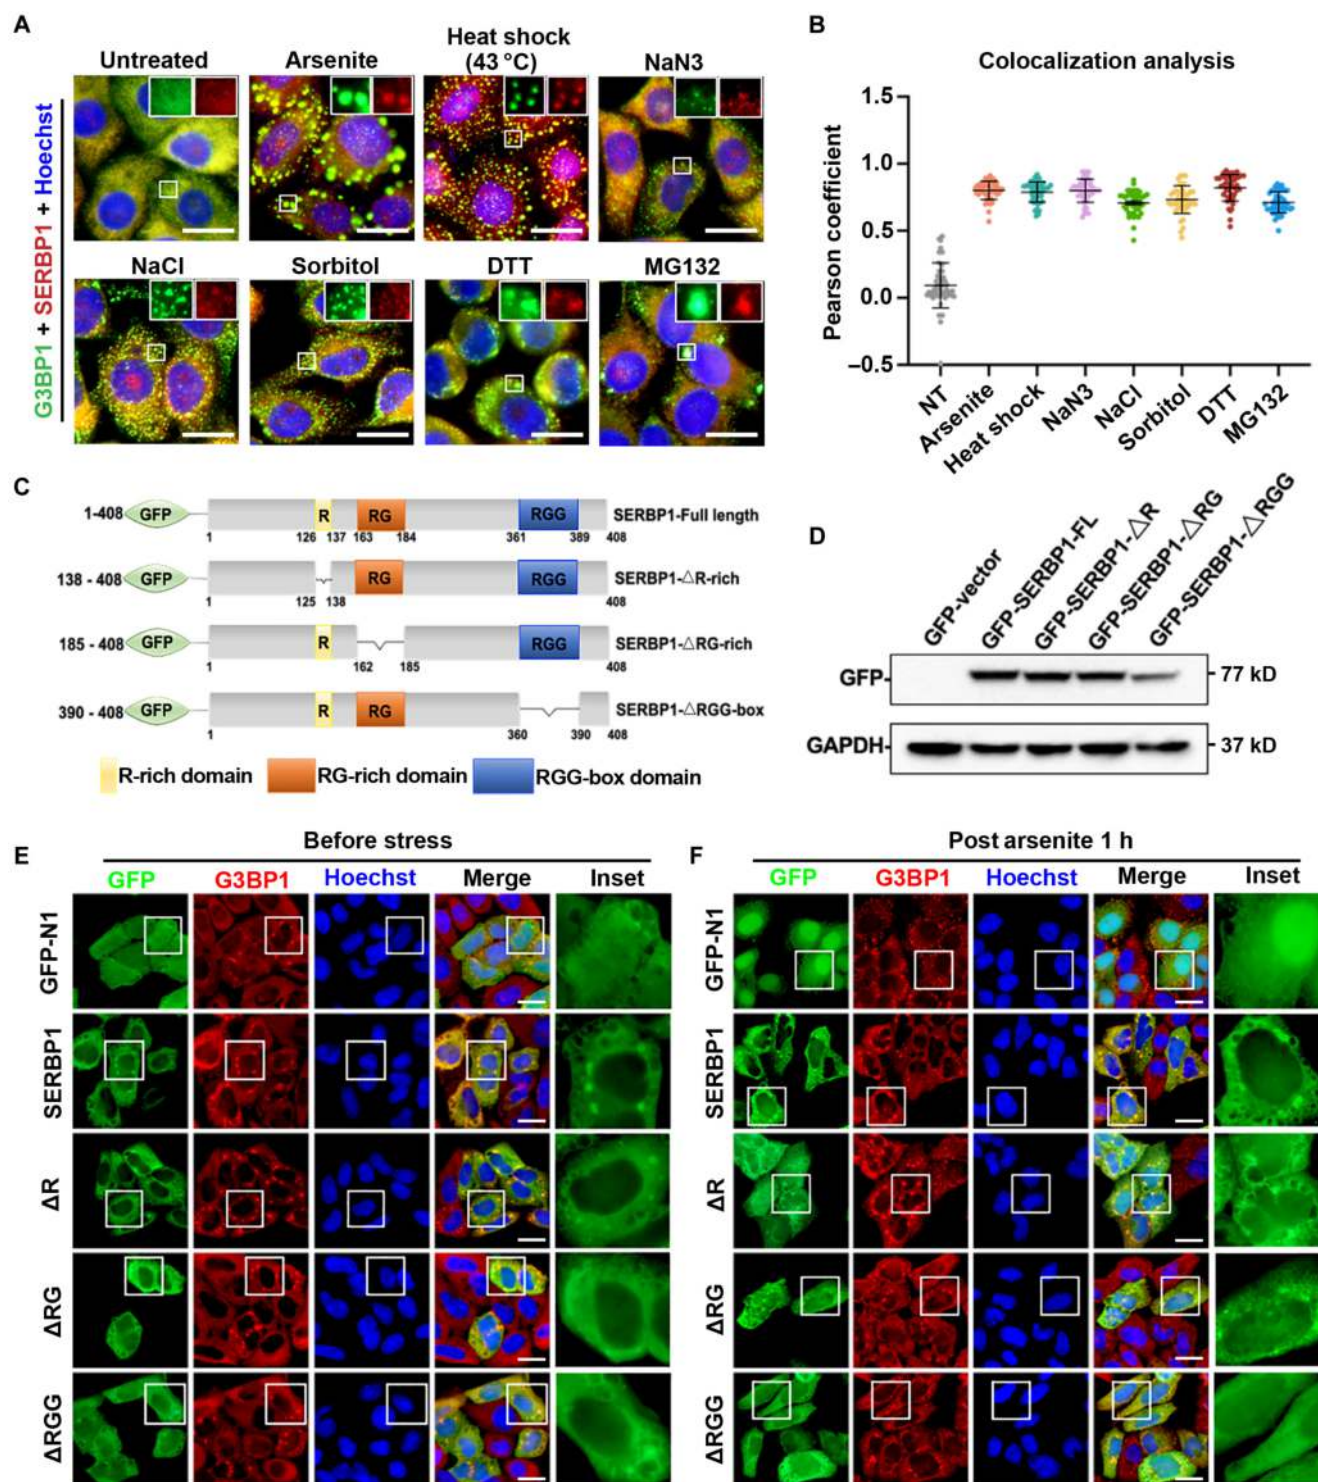 A
Untreated
Arsenite
Heat shock
(43 °C)
NaN3
G3BP1 + SERBP1 + Hoechst
NaCl
Sorbitol
DTT
MG132
B
Colocalization analysis
Pearson coefficient
1.5
1.0
0.5
0.0
–0.5
NT
Arsenite
Heat shock
NaN3
NaCl
Sorbitol
DTT
MG132
C
1-408 GFP R RG RGG SERBP1-Full length
1 126 137 163 184 361 389 408
138 - 408 GFP RG RGG SERBP1-△R-rich
1 125 138 408
185 - 408 GFP R RGG SERBP1-△RG-rich
1 162 185 408
390 - 408 GFP R RG SERBP1-△RGG-box
1 360 390 408
R-rich domain RG-rich domain RGG-box domain
D
GFP-vector
GFP-SERBP1-FL
GFP-SERBP1-△R
GFP-SERBP1-△RG
GFP-SERBP1-△RGG
GFP- - 77 kD
GAPDH- - 37 kD
E
Before stress
GFP G3BP1 Hoechst Merge Inset
GFP-N1
SERBP1
ΔR
ΔRG
ΔRGG
F
Post arsenite 1 h
GFP G3BP1 Hoechst Merge Inset
GFP-N1
SERBP1
ΔR
ΔRG
ΔRGG